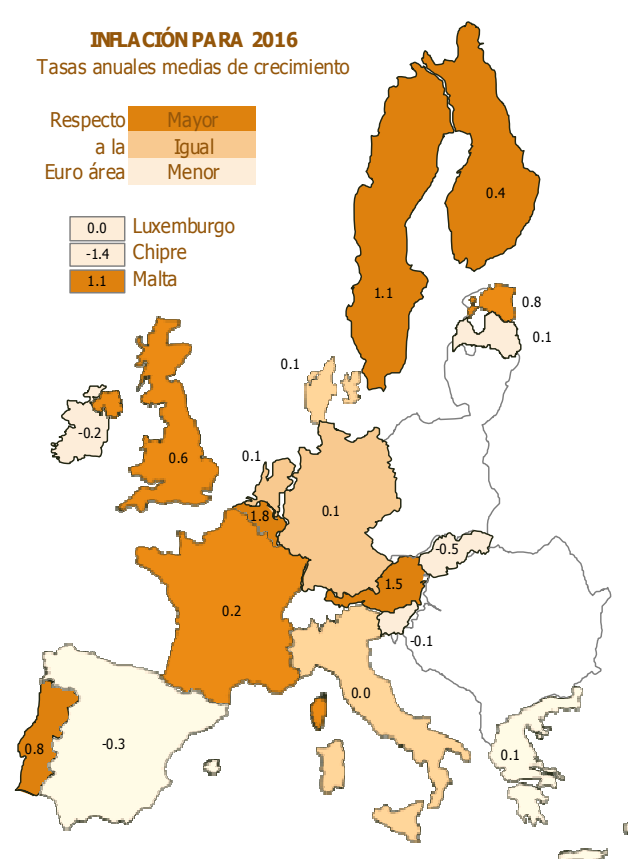 INFLACIÓN PARA 2016
Tasas anuales medias de crecimiento
Respecto Mayor
a la Igual
Euro área Menor
0.0 Luxemburgo
-1.4 Chipre
1.1 Malta
0.4
1.1
0.8
0.1
0.1
-0.2
0.6
0.1
1.8
0.1
-0.5
1.5
0.2
-0.1
0.0
-0.3
0.8
0.1